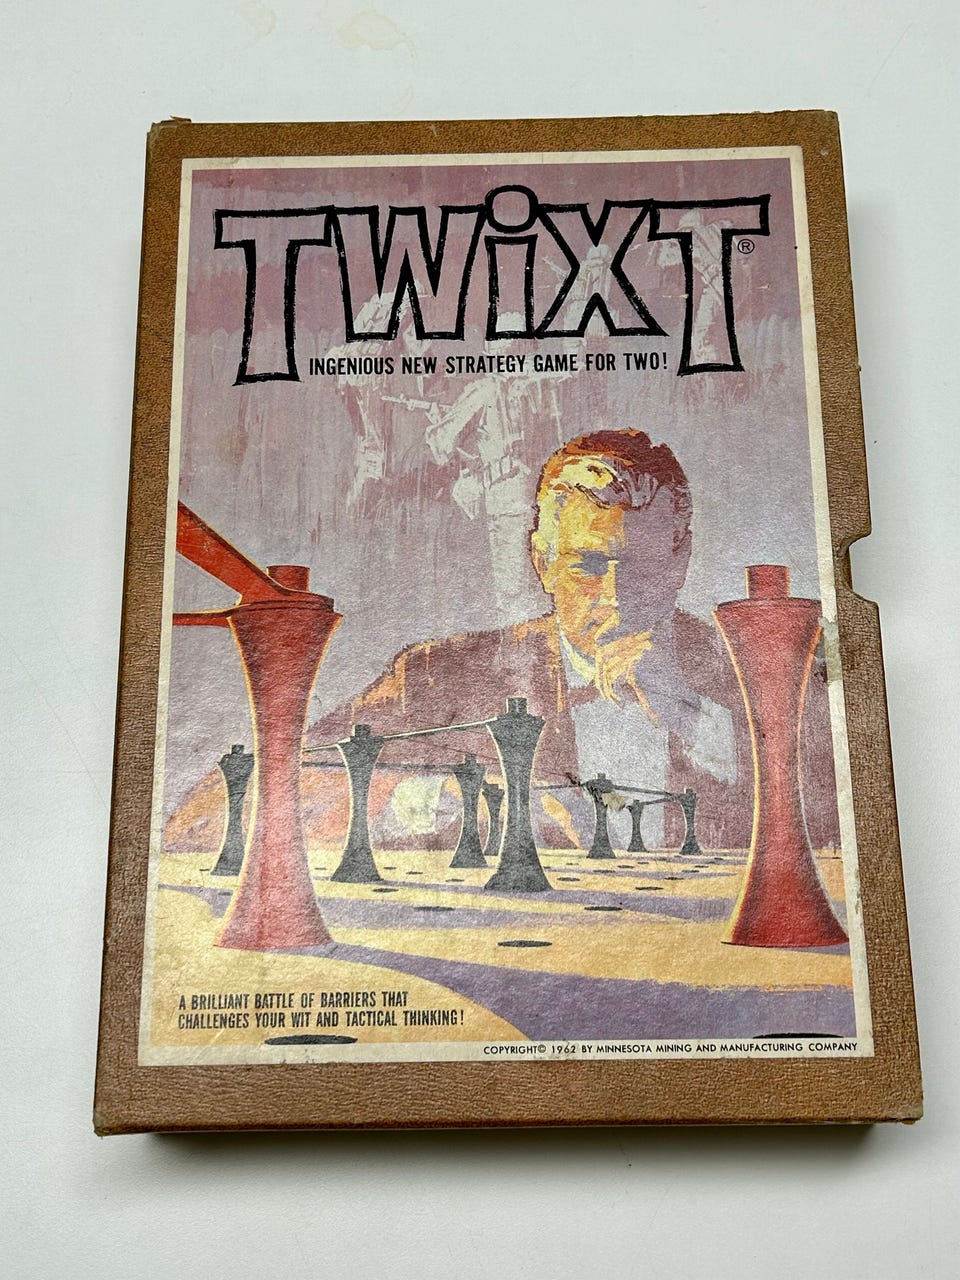 TWiXT®
INGENIOUS NEW STRATEGY GAME FOR TWO!
A BRILLIANT BATTLE OF BARRIERS THAT
CHALLENGES YOUR WIT AND TACTICAL THINKING!
COPYRIGHT© 1962 BY MINNESOTA MINING AND MANUFACTURING COMPANY